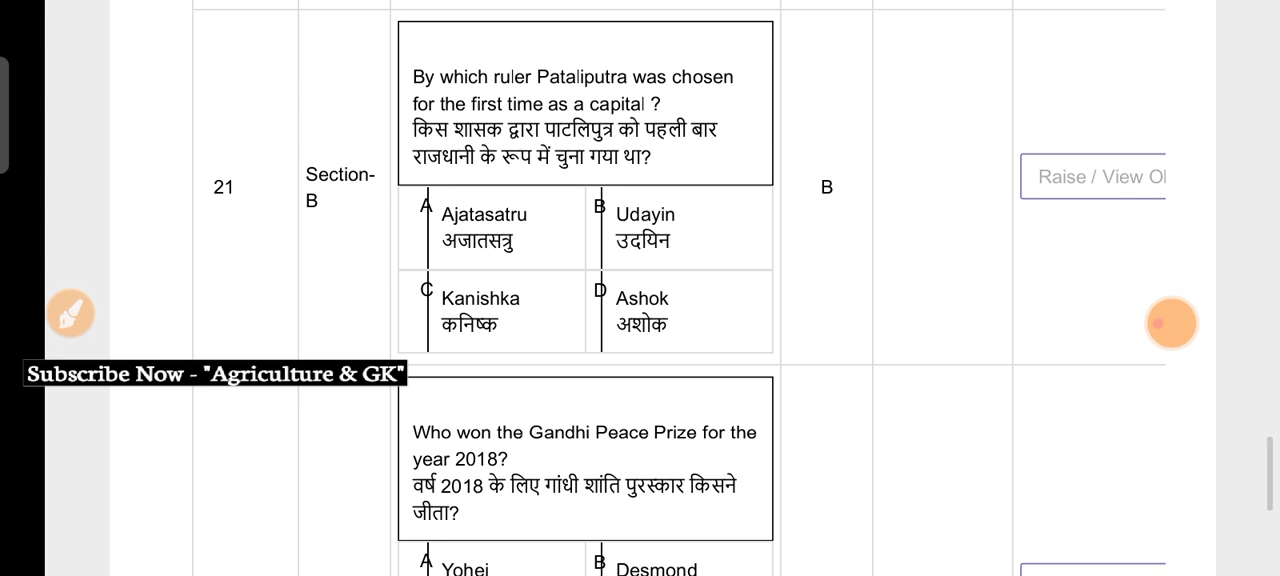 By which ruler Pataliputra was chosen
for the first time as a capital ?
किस शासक द्वारा पाटलिपुत्र को पहली बार
राजधानी के रूप में चुना गया था?
21
Section-
B
B
Raise / View
A
Ajatasatru
अजातसत्रु
B
Udayin
उदयिन
C
Kanishka
कनिष्क
D
Ashok
अशोक
Subscribe Now - "Agriculture & GK"
Who won the Gandhi Peace Prize for the
year 2018?
वर्ष 2018 के लिए गांधी शांति पुरस्कार किसने
जीता?
A
Yohei
B
Desmond